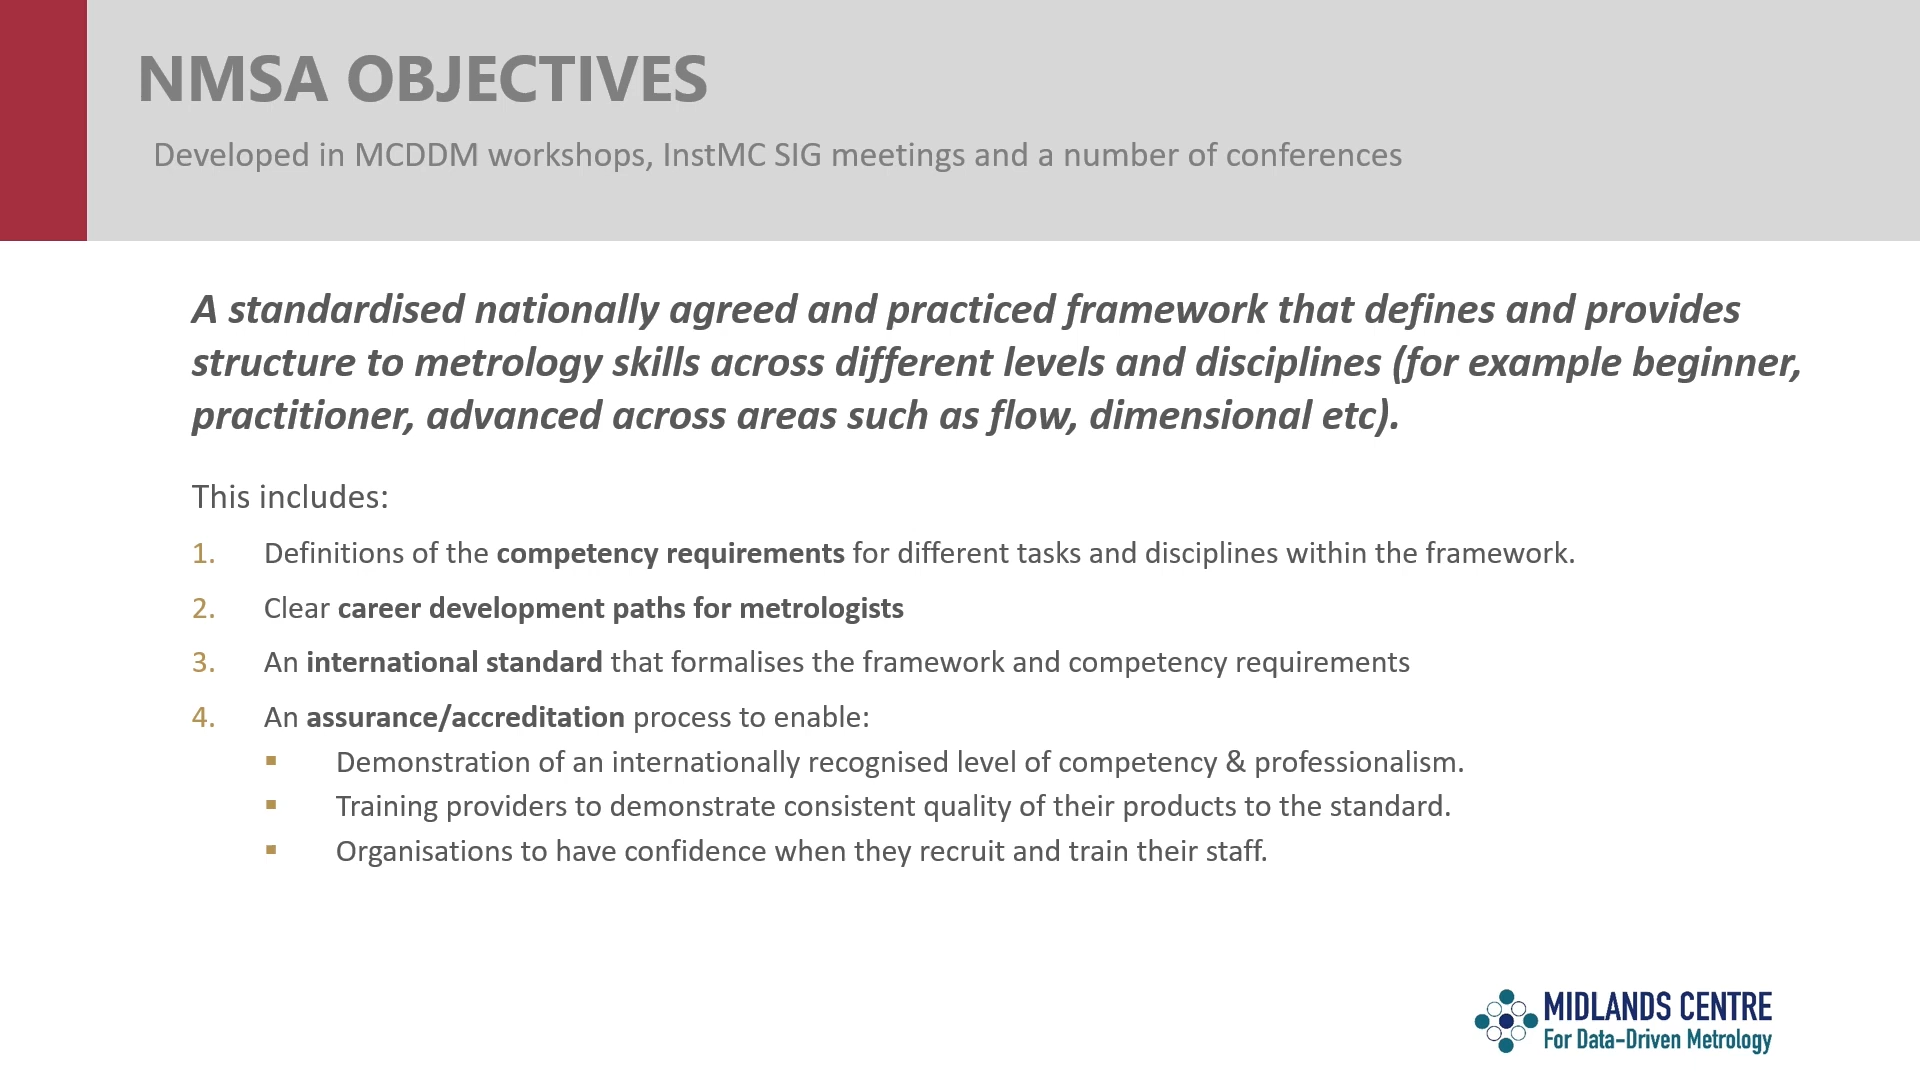 NMSA OBJECTIVES
Developed in MCDDM workshops, InstMC SIG meetings and a number of conferences
A standardised nationally agreed and practiced framework that defines and provides
structure to metrology skills across different levels and disciplines (for example beginner,
practitioner, advanced across areas such as flow, dimensional etc).
This includes:
1. Definitions of the competency requirements for different tasks and disciplines within the framework.
2. Clear career development paths for metrologists
3. An international standard that formalises the framework and competency requirements
4. An assurance/accreditation process to enable:
▪ Demonstration of an internationally recognised level of competency & professionalism.
▪ Training providers to demonstrate consistent quality of their products to the standard.
▪ Organisations to have confidence when they recruit and train their staff.
MIDLANDS CENTRE
For Data-Driven Metrology